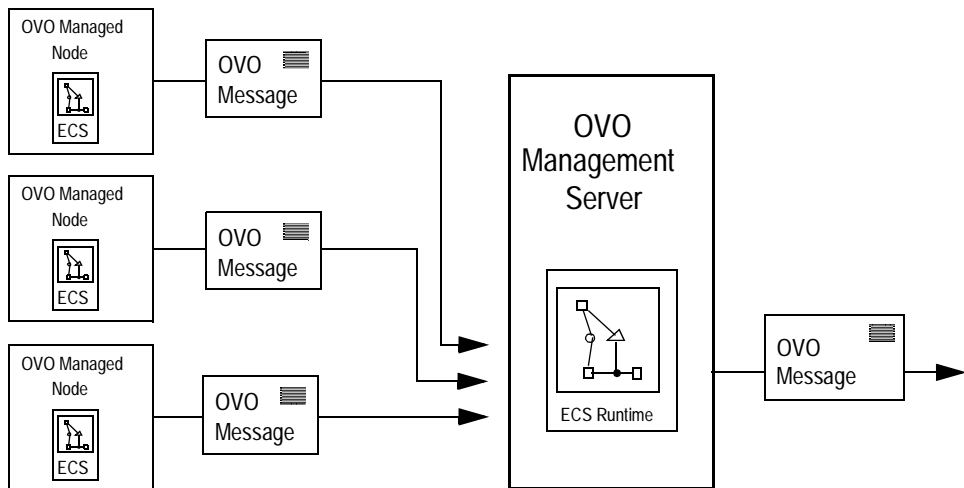 OVO Managed
Node
ECS
OVO
Message
OVO Managed
Node
ECS
OVO
Message
OVO Managed
Node
ECS
OVO
Message
OVO
Management
Server
ECS Runtime
OVO
Message